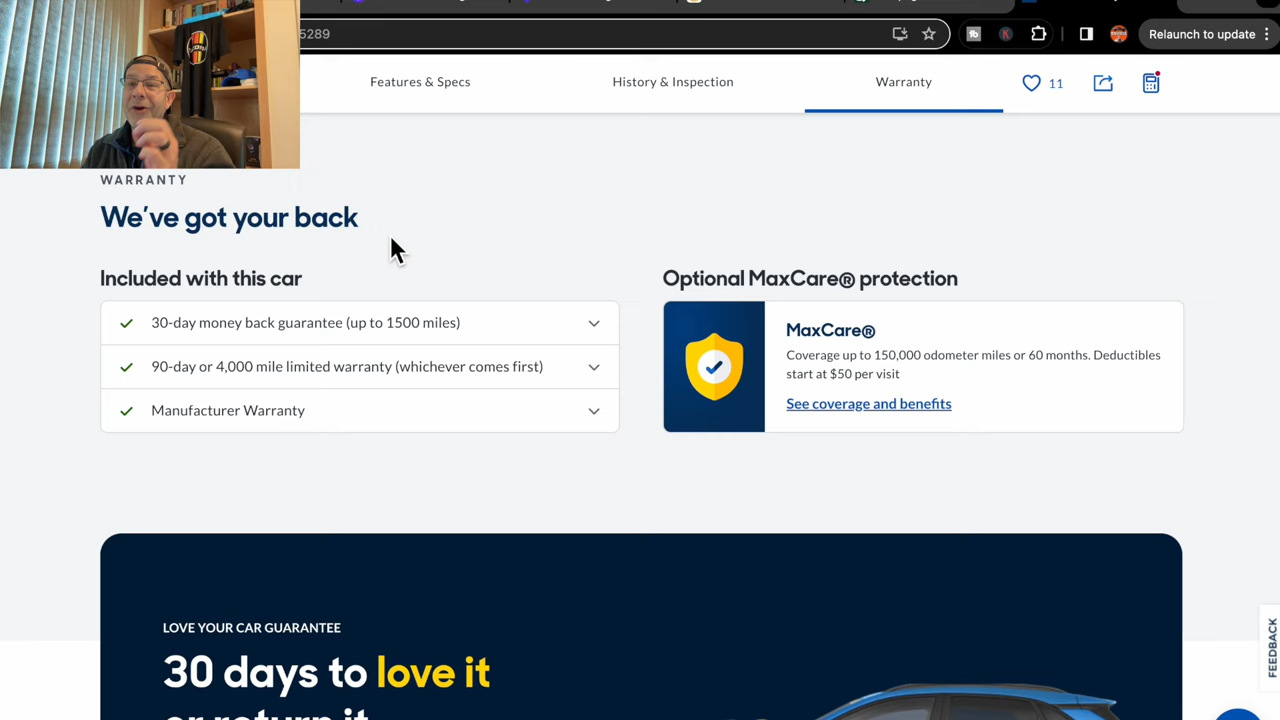 5289
Relaunch to update
Features & Specs
History & Inspection
Warranty
11
WARRANTY
We've got your back
Included with this car
30-day money back guarantee (up to 1500 miles)
90-day or 4,000 mile limited warranty (whichever comes first)
Manufacturer Warranty
Optional MaxCare® protection
MaxCare®
Coverage up to 150,000 odometer miles or 60 months. Deductibles
start at $50 per visit
See coverage and benefits
LOVE YOUR CAR GUARANTEE
30 days to love it
or return it
FEEDBACK